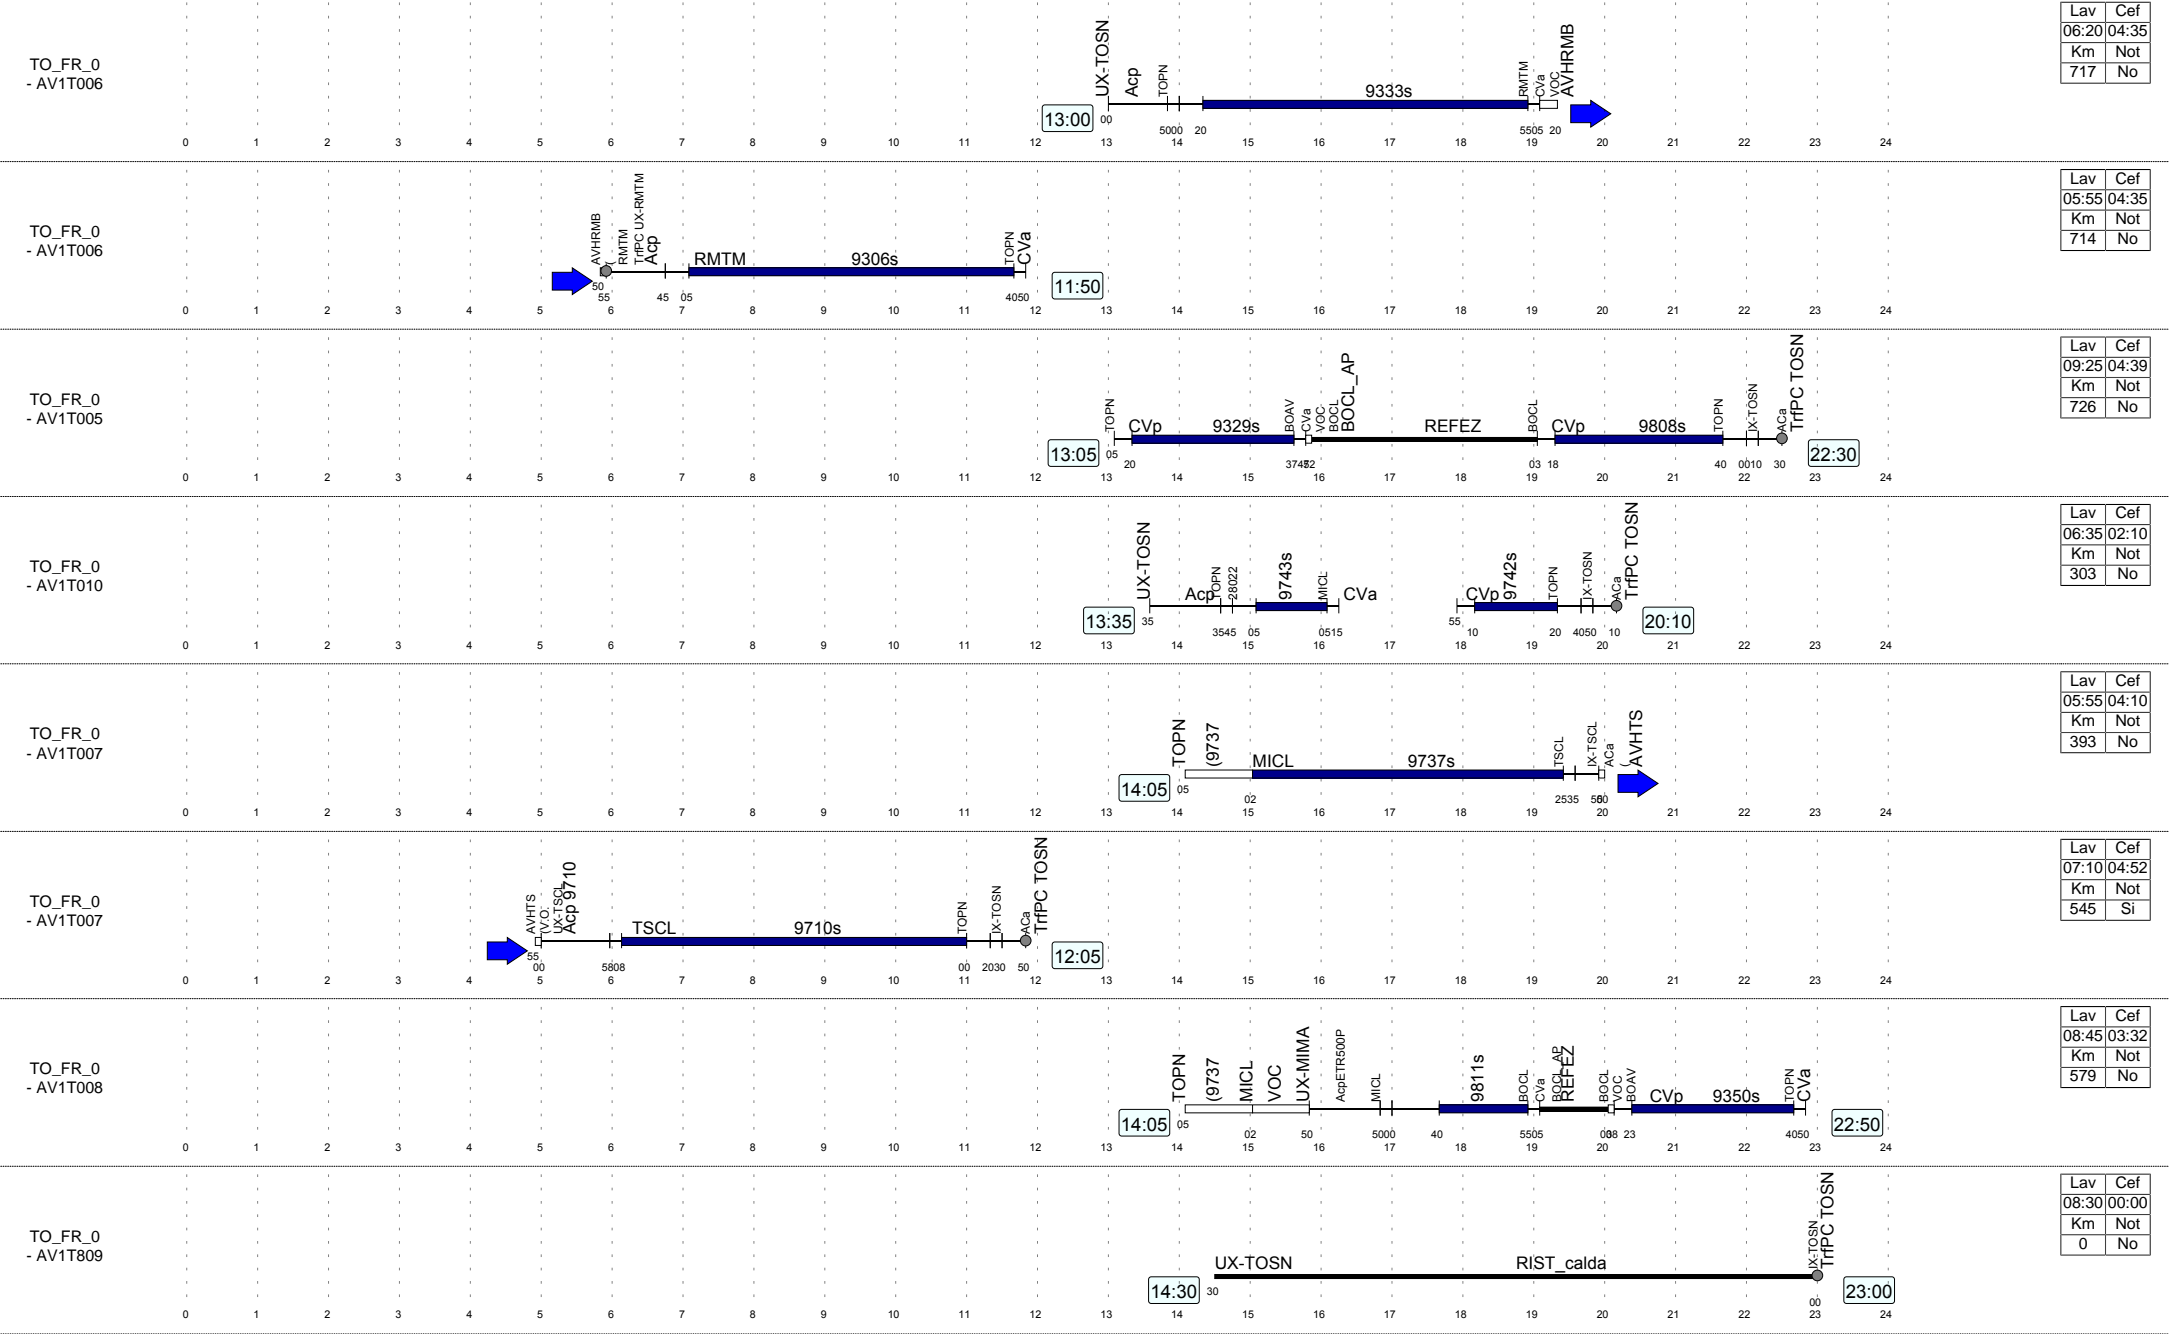 TO_FR_0
- AV1T006
13:00
UX-TOSN Acp TOPN 9333s RMTM CVa VOC AVHRMB
00 5000 20 5505 20
0 1 2 3 4 5 6 7 8 9 10 11 12 13 14 15 16 17 18 19 20 21 22 23 24
Lav Cef
06:20 04:35
Km Not
717 No
TO_FR_0
- AV1T006
AVHRMB ( RMTM TrfPC UX-RMTM Acp RMTM 9306s TOPN CVa
11:50
50
55 45 05 4050
0 1 2 3 4 5 6 7 8 9 10 11 12 13 14 15 16 17 18 19 20 21 22 23 24
Lav Cef
05:55 04:35
Km Not
714 No
TO_FR_0
- AV1T005
13:05
TOPN CVp 9329s BOAV CVa VOC BOCL BOCL_AP REFEZ BOCL CVp 9808s TOPN IX-TOSN ACa TrfPC TOSN
22:30
05 20 03 18 40 0010 30
0 1 2 3 4 5 6 7 8 9 10 11 12 13 14 15 16 17 18 19 20 21 22 23 24
Lav Cef
09:25 04:39
Km Not
726 No
TO_FR_0
- AV1T010
13:35
UX-TOSN Acp TOPN 28022 9743s MICL CVa CVp 9742s TOPN IX-TOSN ACa TrfPC TOSN
20:10
35 3545 05 0515 55 10 20 4050 10
0 1 2 3 4 5 6 7 8 9 10 11 12 13 14 15 16 17 18 19 20 21 22 23 24
Lav Cef
06:35 02:10
Km Not
303 No
TO_FR_0
- AV1T007
14:05
TOPN (9737 MICL 9737s TSCL IX-TSCL ACa ( AVHTS
05 02 2535
0 1 2 3 4 5 6 7 8 9 10 11 12 13 14 15 16 17 18 19 20 21 22 23 24
Lav Cef
05:55 04:10
Km Not
393 No
TO_FR_0
- AV1T007
AVHTS (V.O. UX-TSCL Acp 9710 TSCL 9710s TOPN IX-TOSN ACa TrfPC TOSN
12:05
55
00 5808 00 2030 50
0 1 2 3 4 5 6 7 8 9 10 11 12 13 14 15 16 17 18 19 20 21 22 23 24
Lav Cef
07:10 04:52
Km Not
545 Si
TO_FR_0
- AV1T008
14:05
TOPN (9737 MICL VOC UX-MIMA AcpETR500P MICL 9811s BOCL CVa BOCL_AP REFEZ BOCL VOC BOAV CVp 9350s TOPN CVa
22:50
05 02 50 5000 40 5505 23 4050
0 1 2 3 4 5 6 7 8 9 10 11 12 13 14 15 16 17 18 19 20 21 22 23 24
Lav Cef
08:45 03:32
Km Not
579 No
TO_FR_0
- AV1T809
14:30
UX-TOSN RIST_calda IX-TOSN TrfPC TOSN
23:00
30 00
0 1 2 3 4 5 6 7 8 9 10 11 12 13 14 15 16 17 18 19 20 21 22 23 24
Lav Cef
08:30 00:00
Km Not
0 No